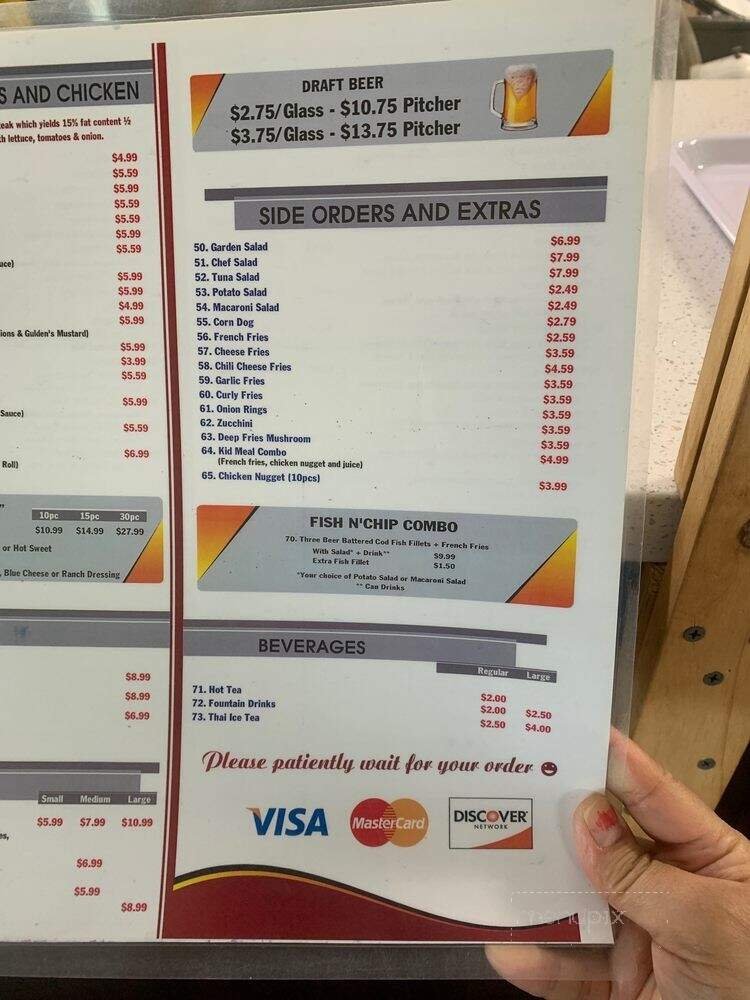 S AND CHICKEN
eak which yields 15% fat content ½
th lettuce, tomatoes & onion.
$4.99
$5.59
$5.99
$5.59
$5.59
$5.99
$5.59
uce)
$5.99
$5.99
$4.99
$5.99
ions & Gulden's Mustard)
$5.99
$3.99
$5.59
$5.99
Sauce)
$5.59
$6.99
Roll)
10pc 15pc 30pc
$10.99 $14.99 $27.99
or Hot Sweet
, Blue Cheese or Ranch Dressing
$8.99
$8.99
$6.99
Small Medium Large
$5.99 $7.99 $10.99
es,
$6.99
$5.99
$8.99
DRAFT BEER
$2.75/Glass - $10.75 Pitcher
$3.75/Glass - $13.75 Pitcher
SIDE ORDERS AND EXTRAS
50. Garden Salad $6.99
51. Chef Salad $7.99
52. Tuna Salad $7.99
53. Potato Salad $2.49
54. Macaroni Salad $2.49
55. Corn Dog $2.79
56. French Fries $2.59
57. Cheese Fries $3.59
58. Chili Cheese Fries $4.59
59. Garlic Fries $3.59
60. Curly Fries $3.59
61. Onion Rings $3.59
62. Zucchini $3.59
63. Deep Fries Mushroom $3.59
64. Kid Meal Combo $4.99
(French fries, chicken nugget and juice)
65. Chicken Nugget (10pcs) $3.99
FISH N'CHIP COMBO
70. Three Beer Battered Cod Fish Fillets + French Fries
With Salad* + Drink** $9.99
Extra Fish Fillet $1.50
*Your choice of Potato Salad or Macaroni Salad
** Can Drinks
BEVERAGES
Regular Large
71. Hot Tea $2.00
72. Fountain Drinks $2.00 $2.50
73. Thai Ice Tea $2.50 $4.00
Please patiently wait for your order
VISA
MasterCard
DISCOVER
NETWORK
menupix